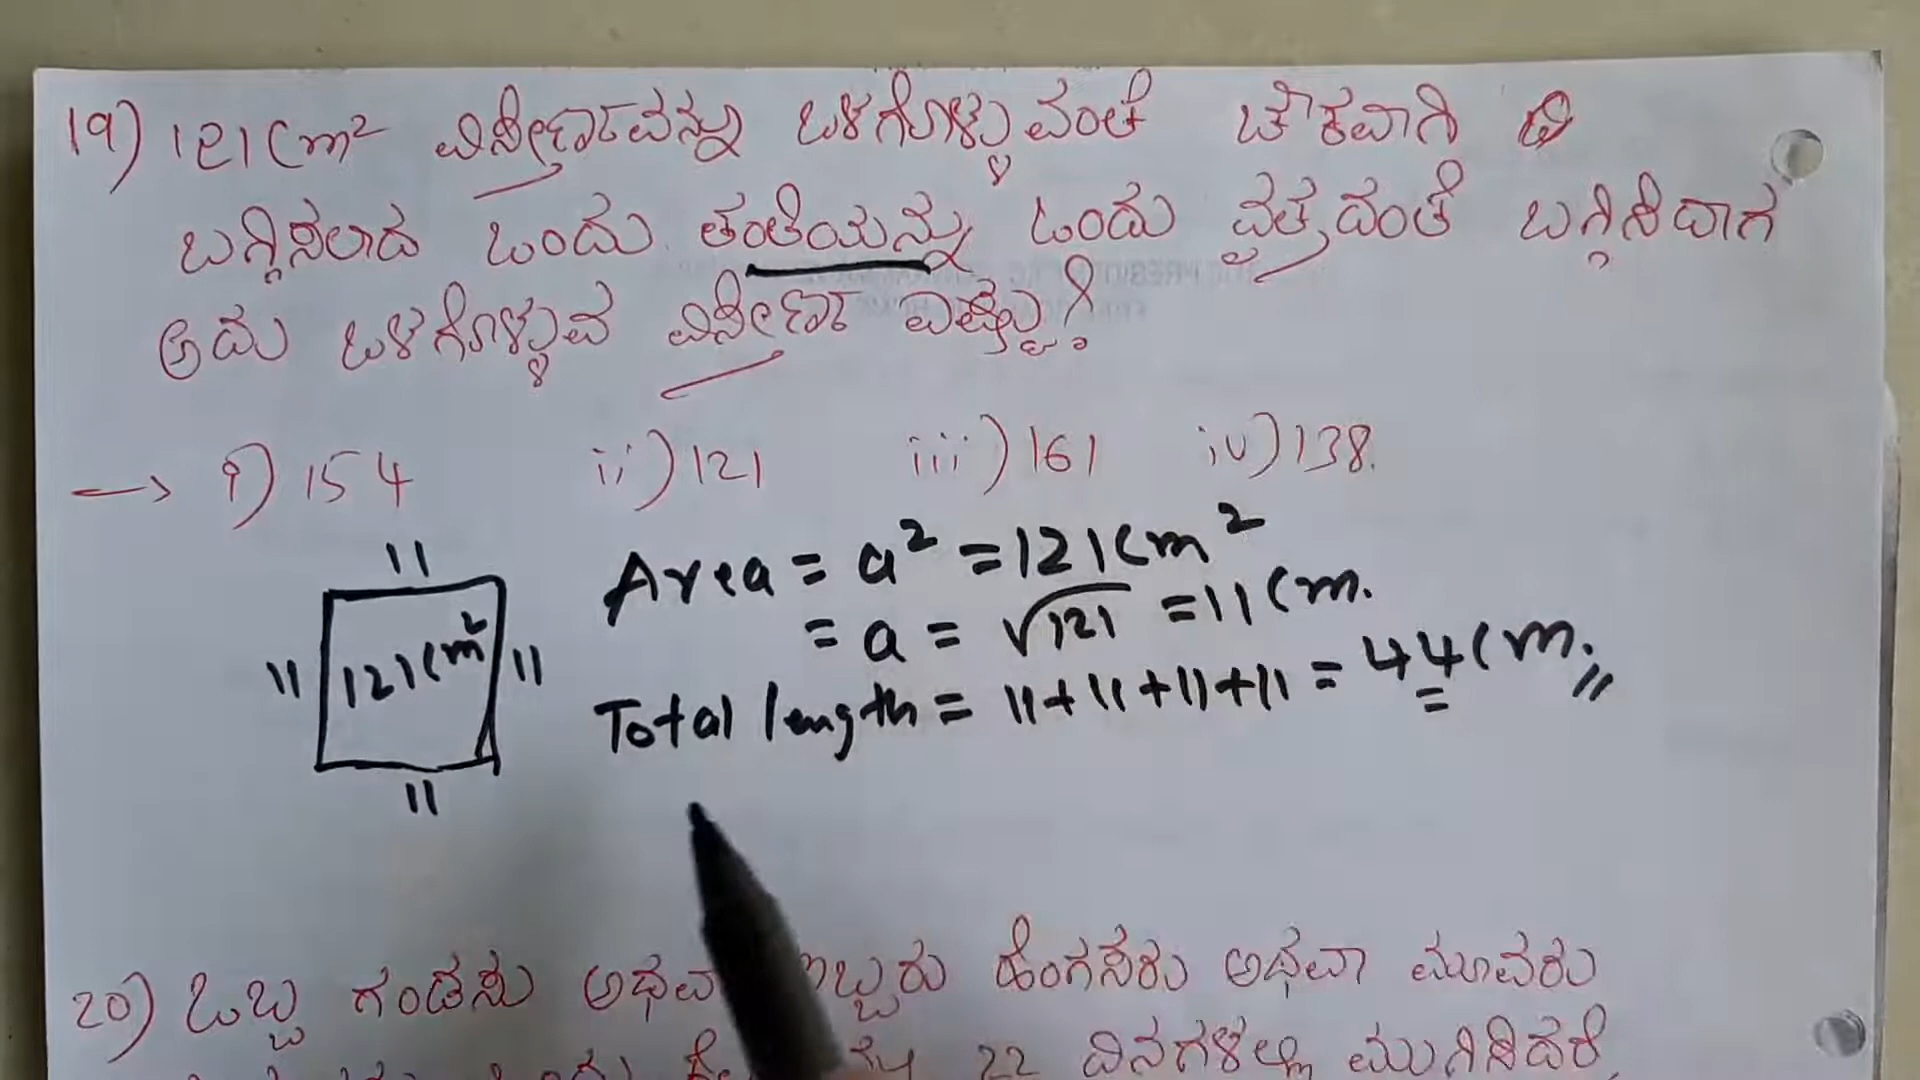 19) 121 Cm² ವಿಸ್ತೀರ್ಣವನ್ನು ಒಳಗೊಳ್ಳುವಂತೆ ಚೌಕವಾಗಿ
ಬಗ್ಗಿಸಲಾದ ಒಂದು ತಂತಿಯನ್ನು ಒಂದು ವೃತ್ತದಂತೆ ಬಗ್ಗಿಸಿದಾಗ
ಅದು ಒಳಗೊಳ್ಳುವ ವಿಸ್ತೀರ್ಣ ಎಷ್ಟು?
→ i) 154 ii) 121 iii) 161 iv) 138.
11
Area = a² = 121 Cm²
= a = √121 = 11 Cm.
11 121 Cm² 11
Total length = 11+11+11+11 = 44 Cm.
11
20) ಒಬ್ಬ ಗಂಡಸು ಅಥವಾ ಹೆಂಗಸರು ಅಥವಾ ಮೂವರು
22 ದಿನಗಳಲ್ಲಿ ಮುಗಿಸಿದರೆ,